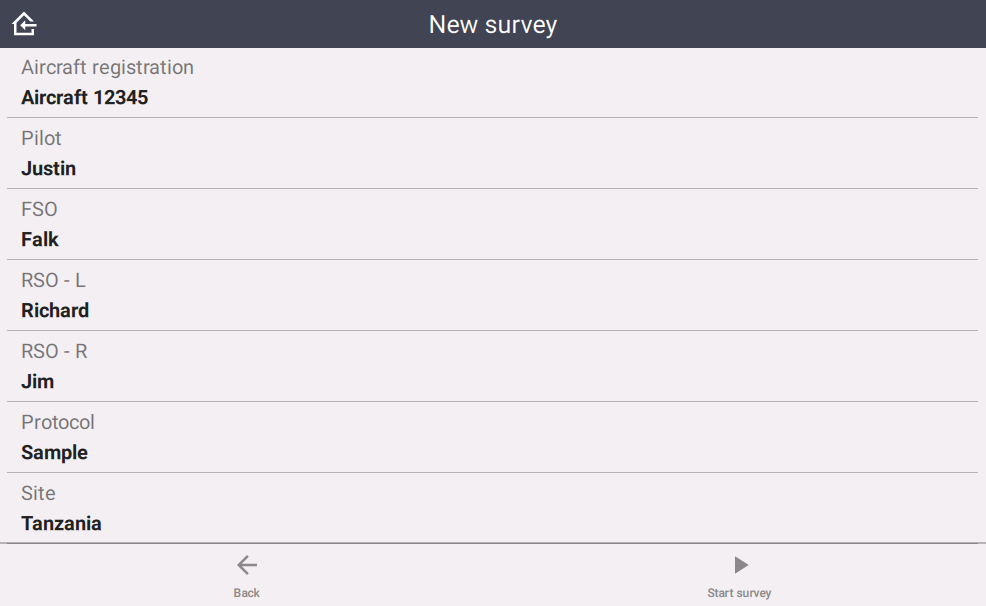 New survey
Aircraft registration
Aircraft 12345
Pilot
Justin
FSO
Falk
RSO - L
Richard
RSO - R
Jim
Protocol
Sample
Site
Tanzania
Back
Start survey